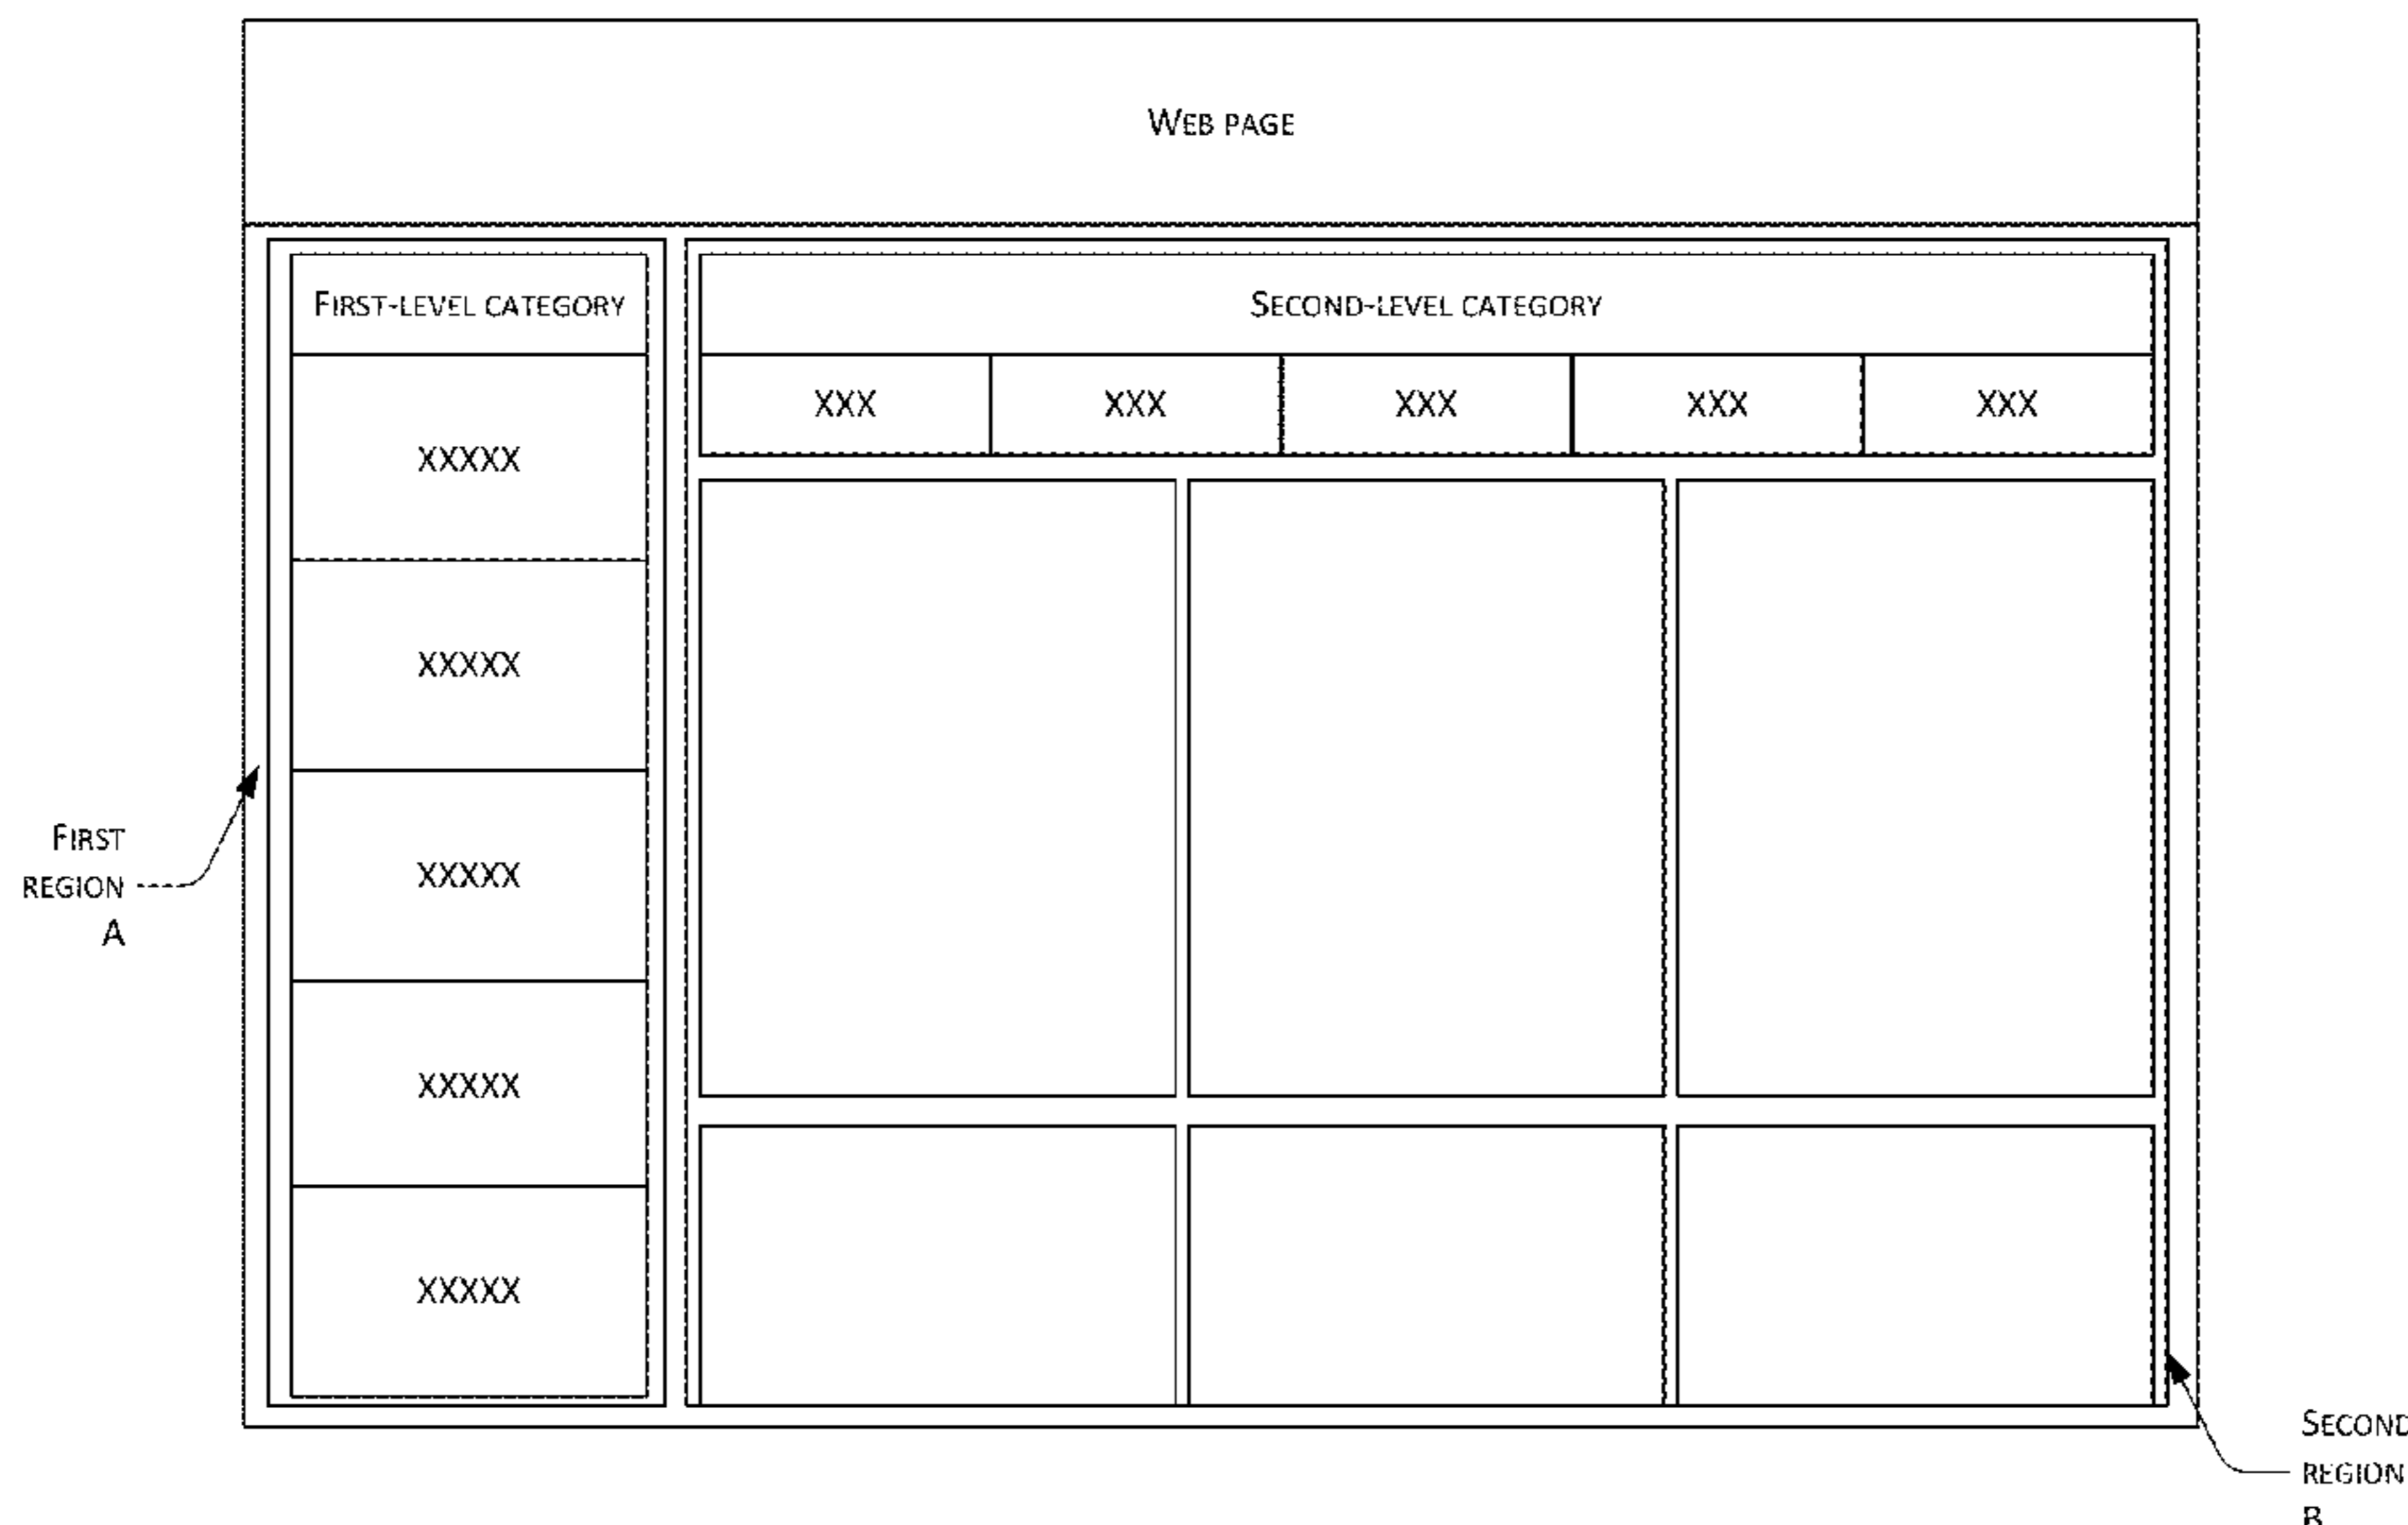 WEB PAGE
FIRST-LEVEL CATEGORY
SECOND-LEVEL CATEGORY
XXX XXX XXX XXX XXX
XXXXX
XXXXX
XXXXX
XXXXX
XXXXX
FIRST
REGION
A
SECOND
REGION
B